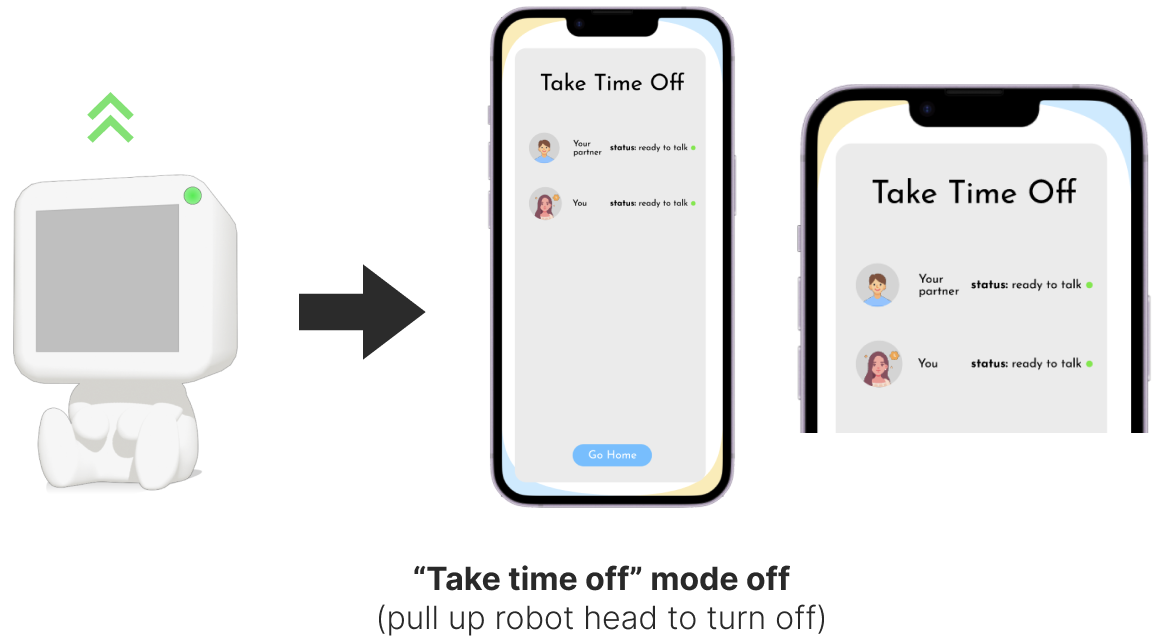 Take Time Off
Your
partner
status: ready to talk
You
status: ready to talk
Go Home
Take Time Off
Your
partner
status: ready to talk
You
status: ready to talk
“Take time off” mode off
(pull up robot head to turn off)